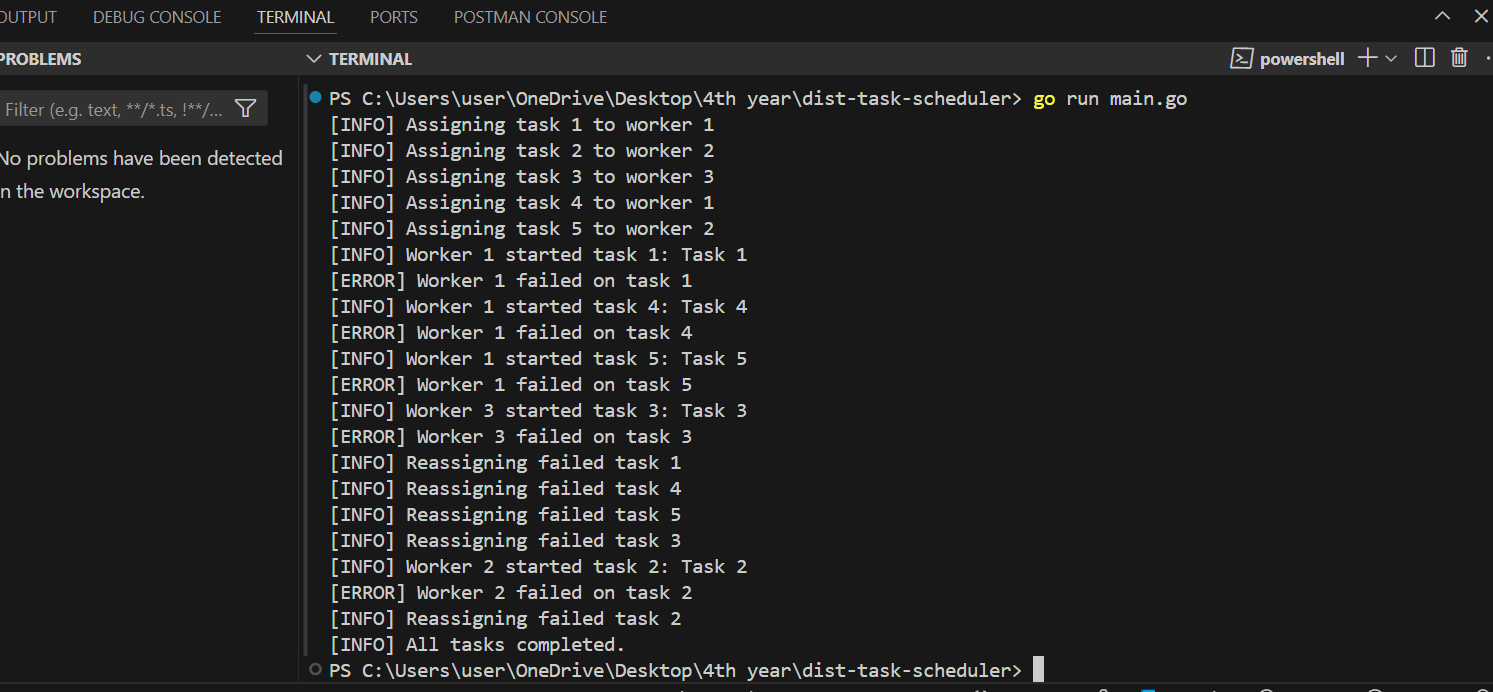 OUTPUT DEBUG CONSOLE TERMINAL PORTS POSTMAN CONSOLE
PROBLEMS
Filter (e.g. text, **/*.ts, !**/...
No problems have been detected
in the workspace.
TERMINAL
powershell
PS C:\Users\user\OneDrive\Desktop\4th year\dist-task-scheduler> go run main.go
[INFO] Assigning task 1 to worker 1
[INFO] Assigning task 2 to worker 2
[INFO] Assigning task 3 to worker 3
[INFO] Assigning task 4 to worker 1
[INFO] Assigning task 5 to worker 2
[INFO] Worker 1 started task 1: Task 1
[ERROR] Worker 1 failed on task 1
[INFO] Worker 1 started task 4: Task 4
[ERROR] Worker 1 failed on task 4
[INFO] Worker 1 started task 5: Task 5
[ERROR] Worker 1 failed on task 5
[INFO] Worker 3 started task 3: Task 3
[ERROR] Worker 3 failed on task 3
[INFO] Reassigning failed task 1
[INFO] Reassigning failed task 4
[INFO] Reassigning failed task 5
[INFO] Reassigning failed task 3
[INFO] Worker 2 started task 2: Task 2
[ERROR] Worker 2 failed on task 2
[INFO] Reassigning failed task 2
[INFO] All tasks completed.
PS C:\Users\user\OneDrive\Desktop\4th year\dist-task-scheduler>